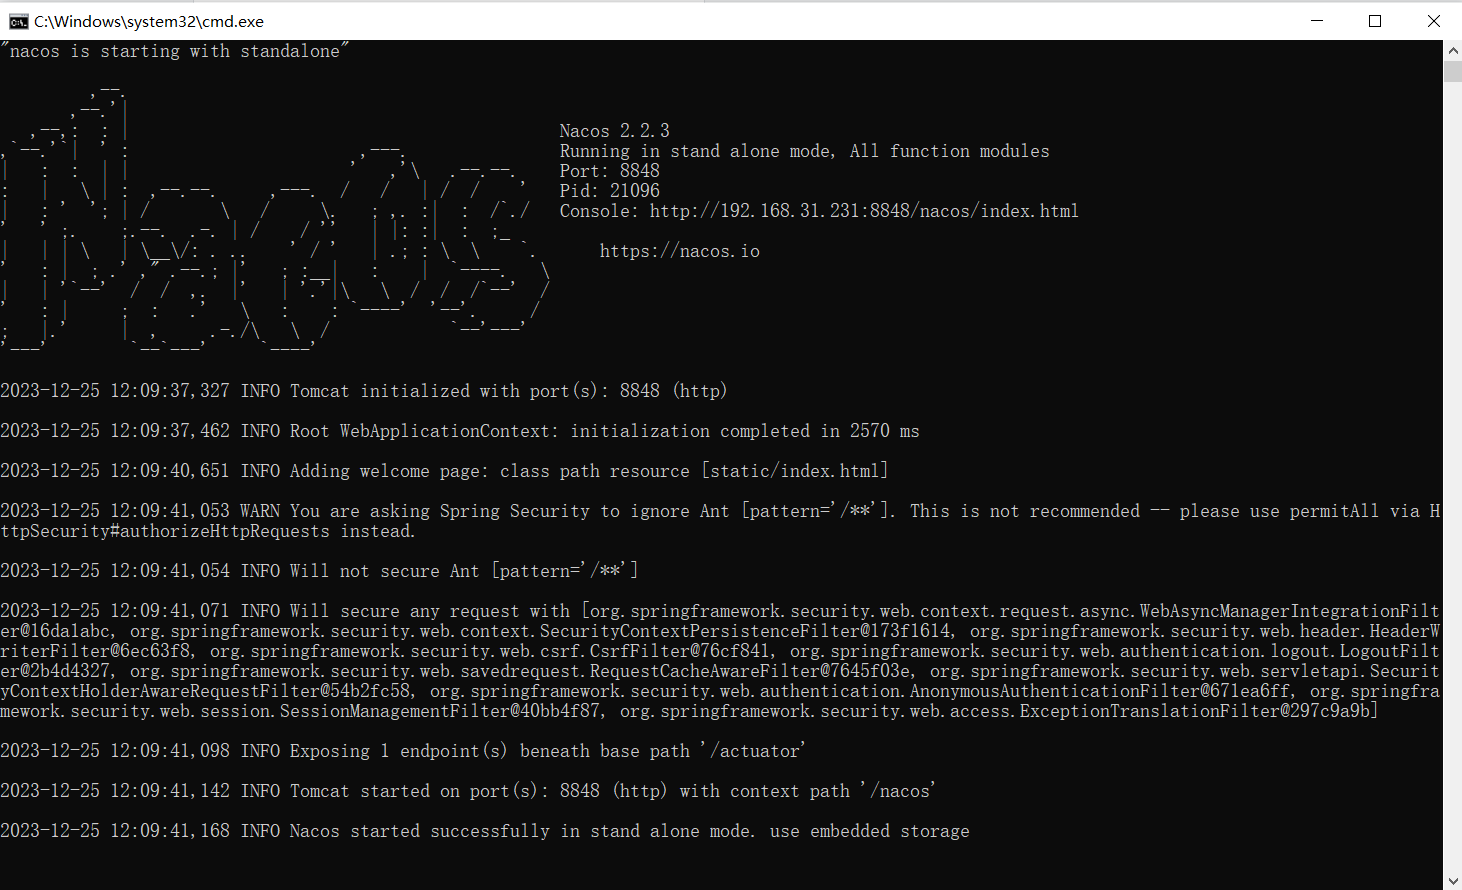 C:\Windows\system32\cmd.exe
"nacos is starting with standalone"
Nacos 2.2.3
Running in stand alone mode, All function modules
Port: 8848
Pid: 21096
Console: http://192.168.31.231:8848/nacos/index.html
https://nacos.io
2023-12-25 12:09:37,327 INFO Tomcat initialized with port(s): 8848 (http)
2023-12-25 12:09:37,462 INFO Root WebApplicationContext: initialization completed in 2570 ms
2023-12-25 12:09:40,651 INFO Adding welcome page: class path resource [static/index.html]
2023-12-25 12:09:41,053 WARN You are asking Spring Security to ignore Ant [pattern='/**']. This is not recommended -- please use permitAll via H
ttpSecurity#authorizeHttpRequests instead.
2023-12-25 12:09:41,054 INFO Will not secure Ant [pattern='/**']
2023-12-25 12:09:41,071 INFO Will secure any request with [org.springframework.security.web.context.request.async.WebAsyncManagerIntegrationFilt
er@16da1abc, org.springframework.security.web.context.SecurityContextPersistenceFilter@173f1614, org.springframework.security.web.header.HeaderW
riterFilter@6ec63f8, org.springframework.security.web.csrf.CsrfFilter@76cf841, org.springframework.security.web.authentication.logout.LogoutFilt
er@2b4d4327, org.springframework.security.web.savedrequest.RequestCacheAwareFilter@7645f03e, org.springframework.security.web.servletapi.Securit
yContextHolderAwareRequestFilter@54b2fc58, org.springframework.security.web.authentication.AnonymousAuthenticationFilter@671ea6ff, org.springfra
mework.security.web.session.SessionManagementFilter@40bb4f87, org.springframework.security.web.access.ExceptionTranslationFilter@297c9a9b]
2023-12-25 12:09:41,098 INFO Exposing 1 endpoint(s) beneath base path '/actuator'
2023-12-25 12:09:41,142 INFO Tomcat started on port(s): 8848 (http) with context path '/nacos'
2023-12-25 12:09:41,168 INFO Nacos started successfully in stand alone mode. use embedded storage